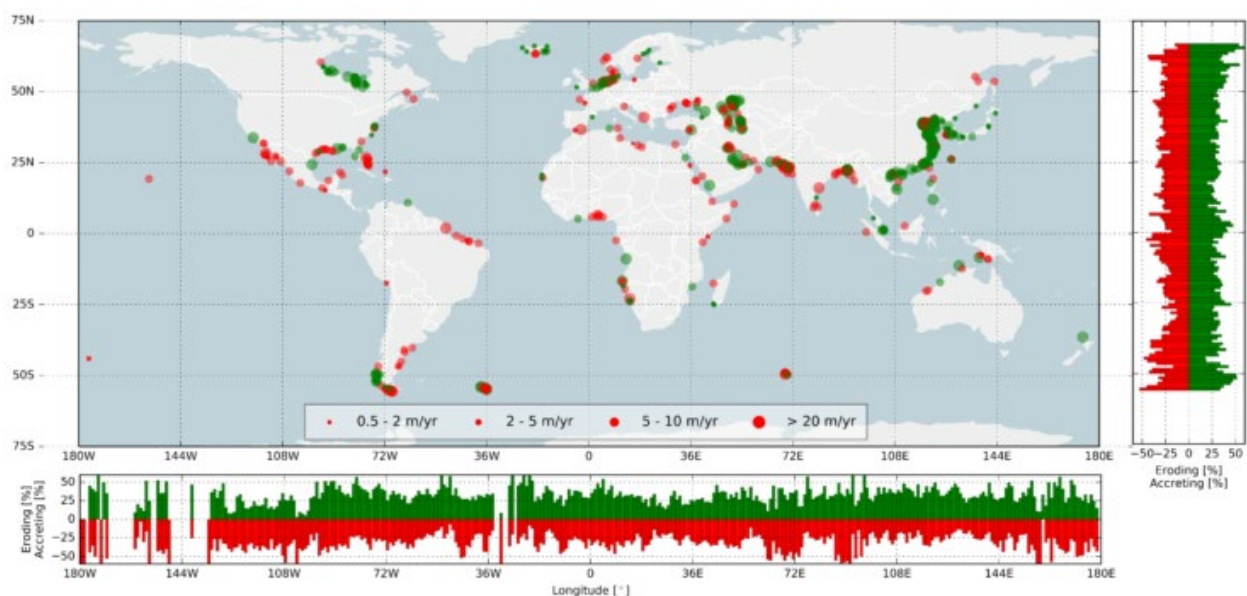 75N
50N
25N
0
25S
50S
75S
0.5 - 2 m/yr 2 - 5 m/yr 5 - 10 m/yr > 20 m/yr
180W 144W 108W 72W 36W 0 36E 72E 108E 144E 180E
−50 −25 0 25 50
Eroding [%]
Accreting [%]
Eroding [%]
Accreting [%]
50
25
0
−25
−50
180W 144W 108W 72W 36W 0 36E 72E 108E 144E 180E
Longitude [°]